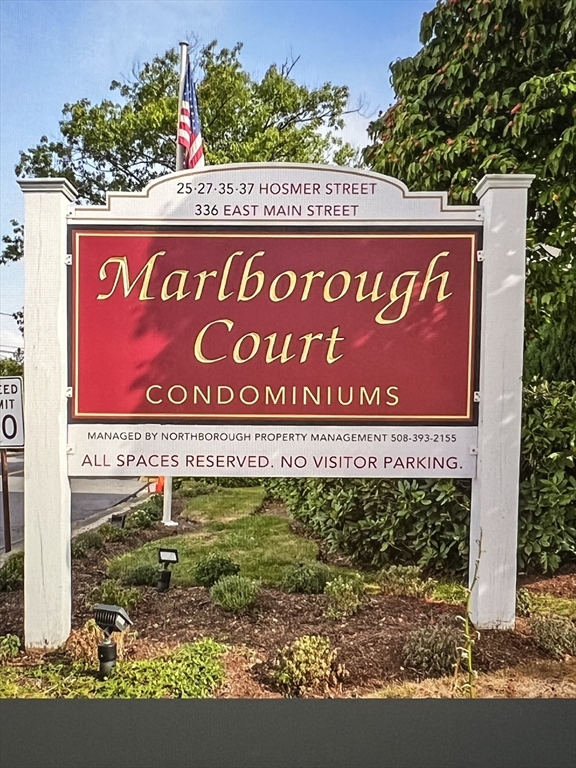 25·27·35·37 HOSMER STREET
336 EAST MAIN STREET
Marlborough
Court
CONDOMINIUMS
MANAGED BY NORTHBOROUGH PROPERTY MANAGEMENT 508-393-2155
ALL SPACES RESERVED. NO VISITOR PARKING.